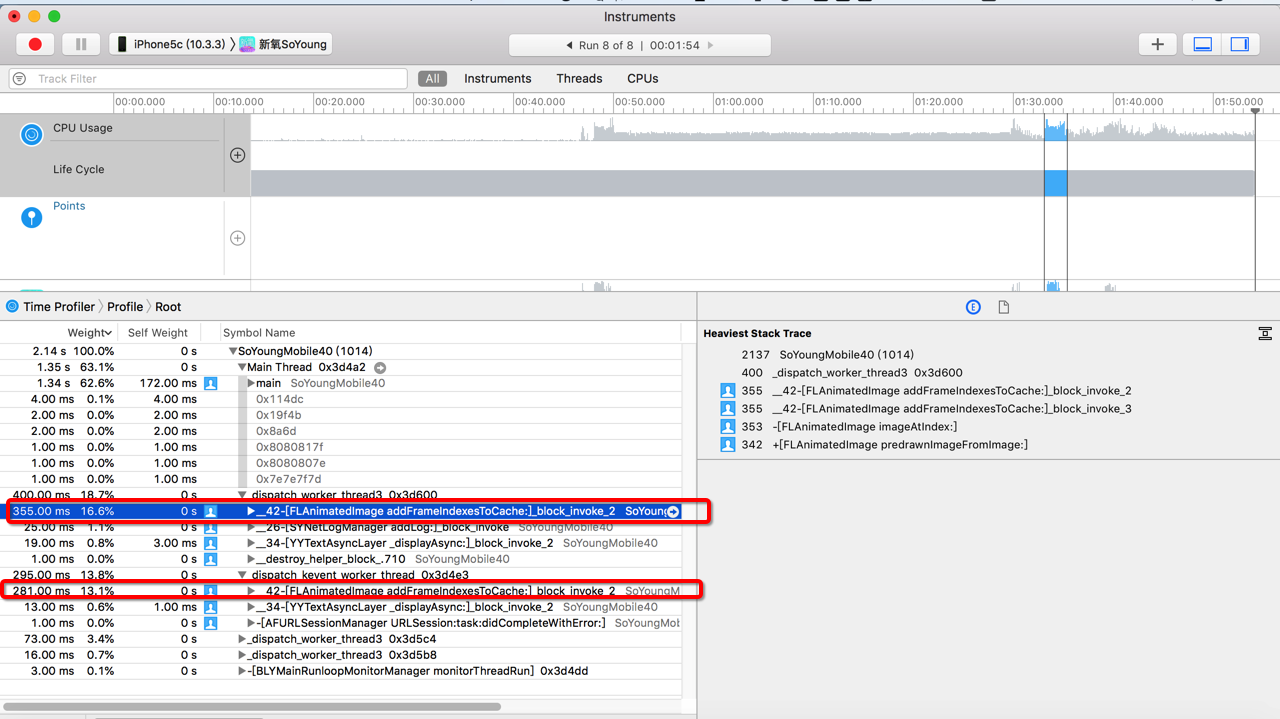 Instruments
iPhone5c (10.3.3) 新氧SoYoung
Run 8 of 8 | 00:01:54
Track Filter
All Instruments Threads CPUs
00:00.000 00:10.000 00:20.000 00:30.000 00:40.000 00:50.000 01:00.000 01:10.000 01:20.000 01:30.000 01:40.000 01:50.000
CPU Usage
Life Cycle
Points
Time Profiler Profile Root
Weight Self Weight Symbol Name
2.14 s 100.0% 0 s SoYoungMobile40 (1014)
1.35 s 63.1% 0 s Main Thread 0x3d4a2
1.34 s 62.6% 172.00 ms main SoYoungMobile40
4.00 ms 0.1% 4.00 ms 0x114dc
2.00 ms 0.0% 2.00 ms 0x19f4b
2.00 ms 0.0% 2.00 ms 0x8a6d
1.00 ms 0.0% 1.00 ms 0x8080817f
1.00 ms 0.0% 1.00 ms 0x8080807e
1.00 ms 0.0% 1.00 ms 0x7e7e7f7d
400.00 ms 18.7% 0 s _dispatch_worker_thread3 0x3d600
355.00 ms 16.6% 0 s __42-[FLAnimatedImage addFrameIndexesToCache:]_block_invoke_2 SoYoung
25.00 ms 1.1% 0 s __26-[SYNetLogManager addLog:]_block_invoke SoYoungMobile40
19.00 ms 0.8% 3.00 ms __34-[YYTextAsyncLayer _displayAsync:]_block_invoke_2 SoYoungMobile40
1.00 ms 0.0% 0 s __destroy_helper_block_.710 SoYoungMobile40
295.00 ms 13.8% 0 s _dispatch_kevent_worker_thread 0x3d4e3
281.00 ms 13.1% 0 s __42-[FLAnimatedImage addFrameIndexesToCache:]_block_invoke_2 SoYoungM
13.00 ms 0.6% 1.00 ms __34-[YYTextAsyncLayer _displayAsync:]_block_invoke_2 SoYoungMobile40
1.00 ms 0.0% 0 s -[AFURLSessionManager URLSession:task:didCompleteWithError:] SoYoungMob
73.00 ms 3.4% 0 s _dispatch_worker_thread3 0x3d5c4
16.00 ms 0.7% 0 s _dispatch_worker_thread3 0x3d5b8
3.00 ms 0.1% 0 s -[BLYMainRunloopMonitorManager monitorThreadRun] 0x3d4dd
E
Heaviest Stack Trace
2137 SoYoungMobile40 (1014)
400 _dispatch_worker_thread3 0x3d600
355 __42-[FLAnimatedImage addFrameIndexesToCache:]_block_invoke_2
355 __42-[FLAnimatedImage addFrameIndexesToCache:]_block_invoke_3
353 -[FLAnimatedImage imageAtIndex:]
342 +[FLAnimatedImage predrawnImageFromImage:]